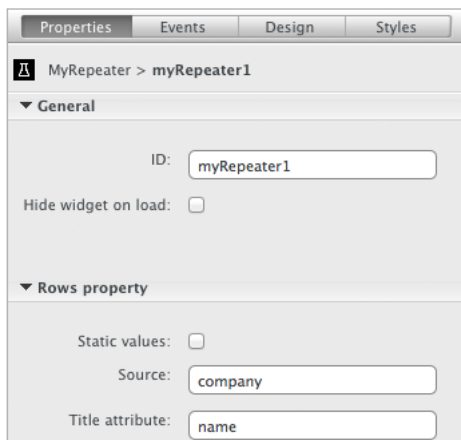 Properties Events Design Styles
MyRepeater > myRepeater1
General
ID: myRepeater1
Hide widget on load:
Rows property
Static values:
Source: company
Title attribute: name